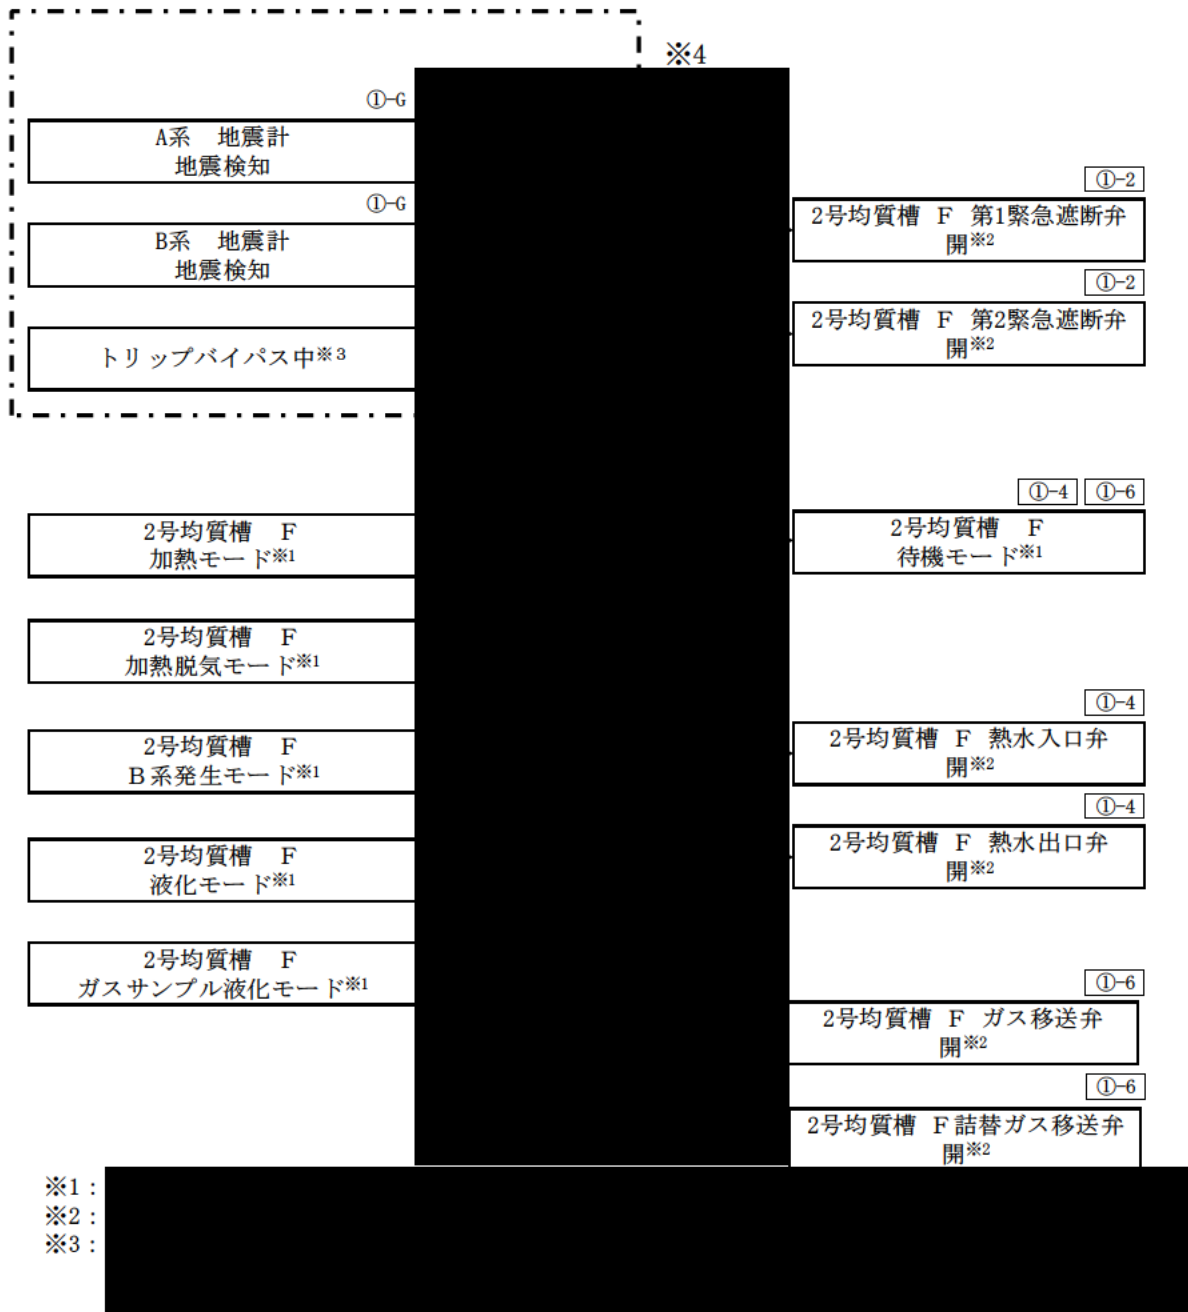 ※4
①-G
A系 地震計
地震検知
①-G
B系 地震計
地震検知
トリップバイパス中※3
2号均質槽 F
加熱モード※1
2号均質槽 F
加熱脱気モード※1
2号均質槽 F
B系発生モード※1
2号均質槽 F
液化モード※1
2号均質槽 F
ガスサンプル液化モード※1
①-2
2号均質槽 F 第1緊急遮断弁
開※2
①-2
2号均質槽 F 第2緊急遮断弁
開※2
①-4 ①-6
2号均質槽 F
待機モード※1
①-4
2号均質槽 F 熱水入口弁
開※2
①-4
2号均質槽 F 熱水出口弁
開※2
①-6
2号均質槽 F ガス移送弁
開※2
①-6
2号均質槽 F詰替ガス移送弁
開※2
※1:
※2:
※3: